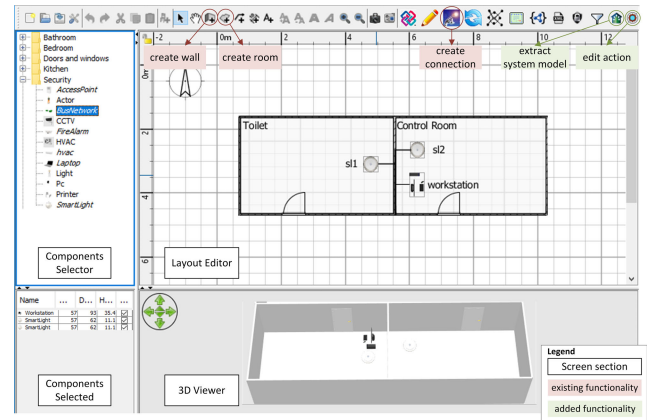 -2 0m 2 4 6 8 10 12
create wall
create room
create
connection
extract
system model
edit action
Bathroom
Bedroom
Doors and windows
Kitchen
Security
AccessPoint
Actor
BusNetwork
CCTV
FireAlarm
HVAC
hvac
Laptop
Light
Pc
Printer
SmartLight
Components
Selector
0m
2
4
6
Toilet
Control Room
sl1
sl2
workstation
Layout Editor
Name ... D... H... ...
Workstation 57 93 35.4
SmartLight 57 62 11.1
SmartLight 57 62 11.1
Components
Selected
3D Viewer
Legend
Screen section
existing functionality
added functionality